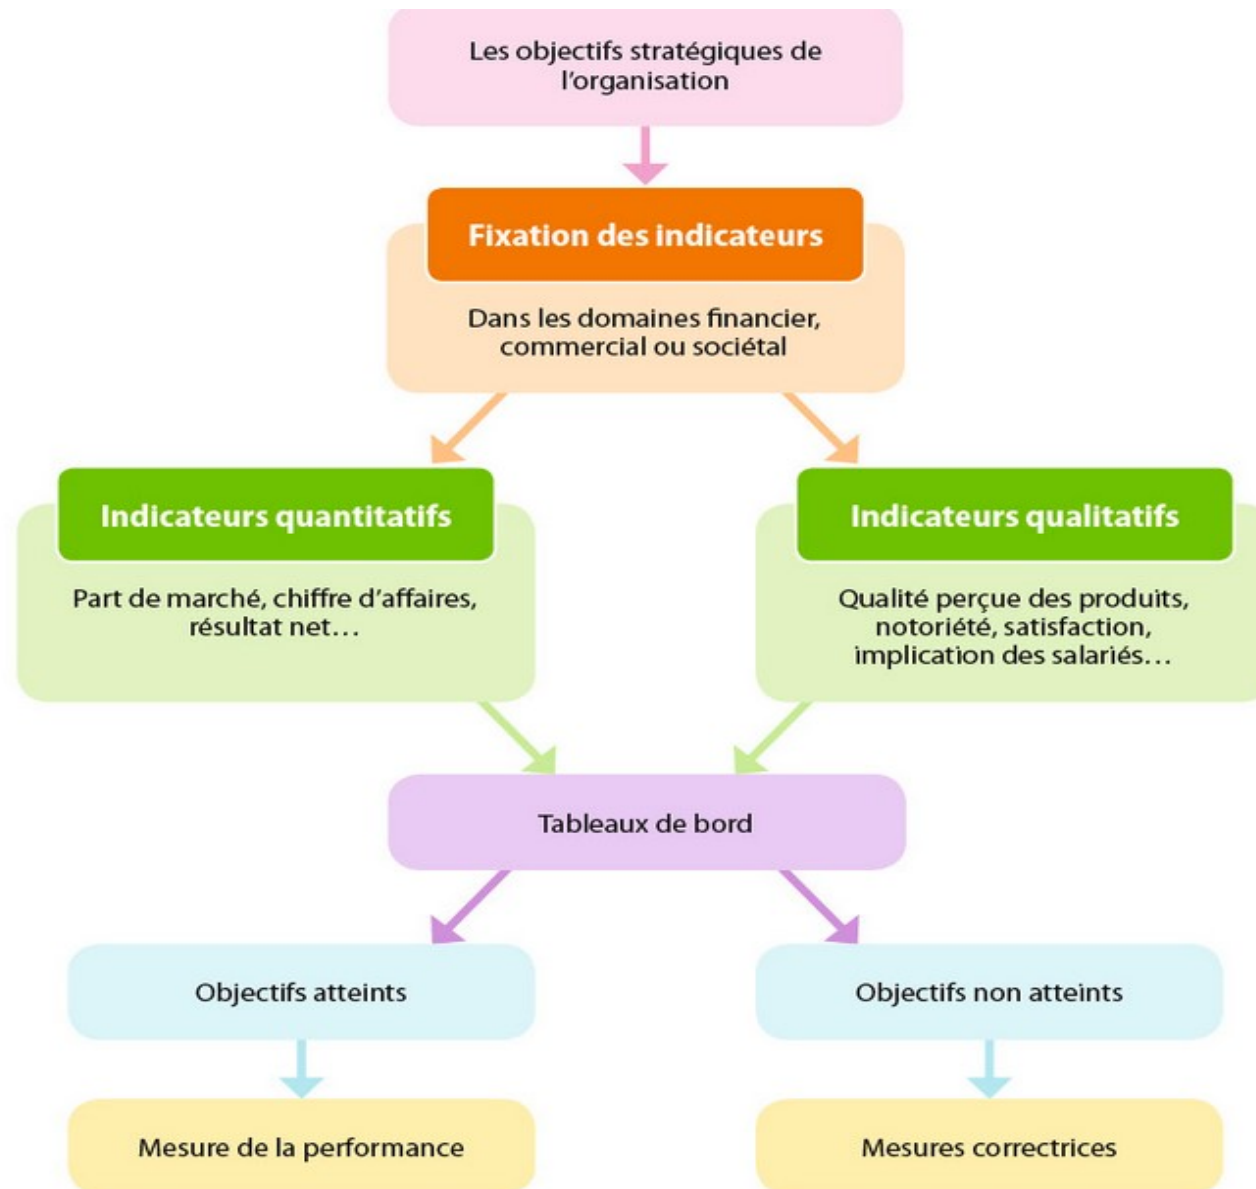 Les objectifs stratégiques de
l'organisation
Fixation des indicateurs
Dans les domaines financier,
commercial ou sociétal
Indicateurs quantitatifs
Part de marché, chiffre d'affaires,
résultat net…
Indicateurs qualitatifs
Qualité perçue des produits,
notoriété, satisfaction,
implication des salariés…
Tableaux de bord
Objectifs atteints
Objectifs non atteints
Mesure de la performance
Mesures correctrices